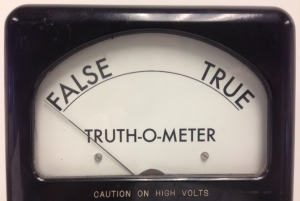 FALSE TRUE
TRUTH-O-METER
CAUTION ON HIGH VOLTS